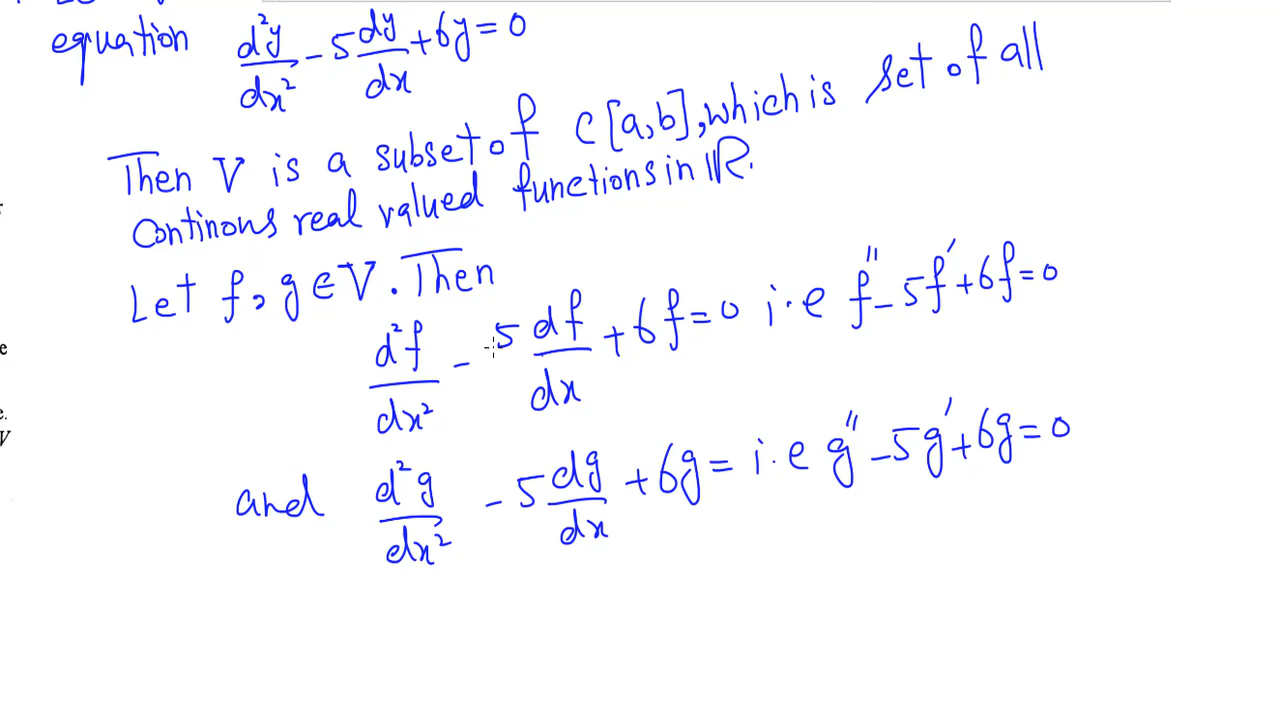 equation d²y/dx² - 5 dy/dx + 6y = 0
Then V is a subset of C[a,b], which is set of all
Continous real valued functions in ℝ.
Let f, g ∈ V. Then
d²f/dx² - 5 df/dx + 6f = 0 i.e f'' - 5f' + 6f = 0
and d²g/dx² - 5 dg/dx + 6g = i.e g'' - 5g' + 6g = 0
e
e.
V